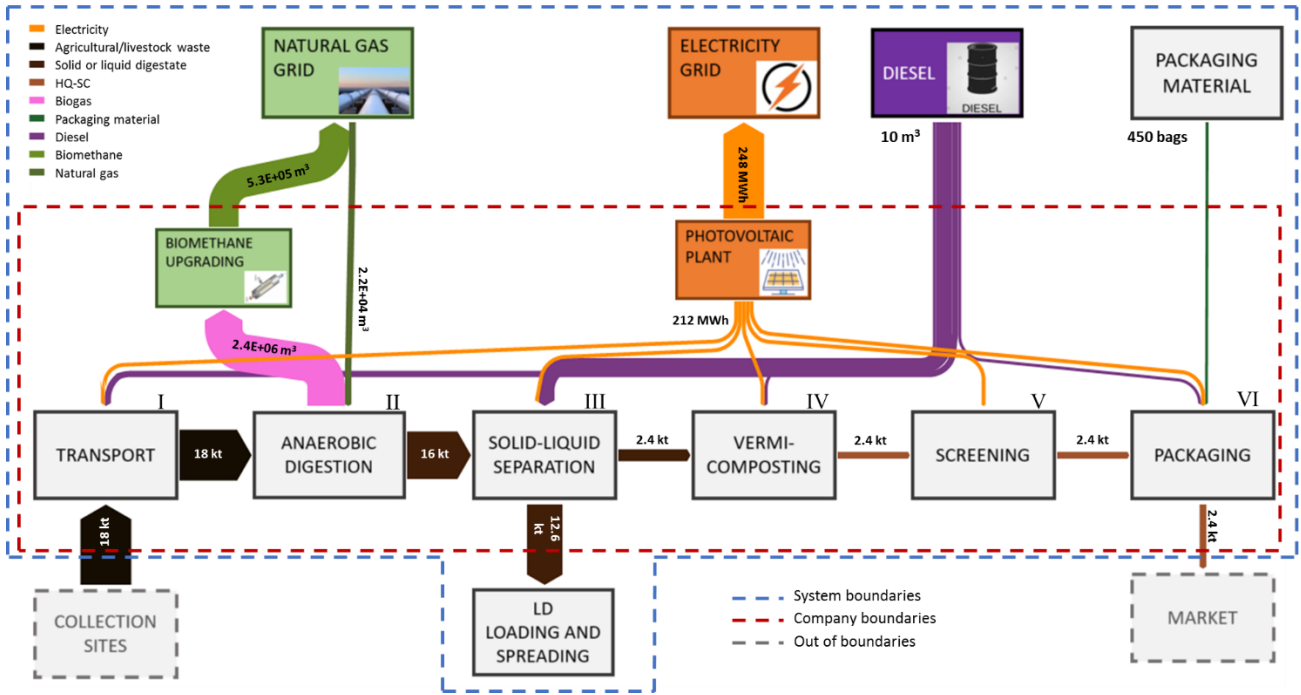 Electricity
Agricultural/livestock waste
Solid or liquid digestate
HQ-SC
Biogas
Packaging material
Diesel
Biomethane
Natural gas
NATURAL GAS
GRID
ELECTRICITY
GRID
DIESEL
DIESEL
PACKAGING
MATERIAL
10 m³
450 bags
5.3E+05 m³
248 MWh
BIOMETHANE
UPGRADING
PHOTOVOLTAIC
PLANT
2.2E+04 m³
212 MWh
2.4E+06 m³
I
II
III
IV
V
VI
TRANSPORT
18 kt
ANAEROBIC
DIGESTION
16 kt
SOLID-LIQUID
SEPARATION
2.4 kt
VERMI-
COMPOSTING
2.4 kt
SCREENING
2.4 kt
PACKAGING
18 kt
12.6
kt
2.4 kt
COLLECTION
SITES
LD
LOADING AND
SPREADING
System boundaries
Company boundaries
Out of boundaries
MARKET